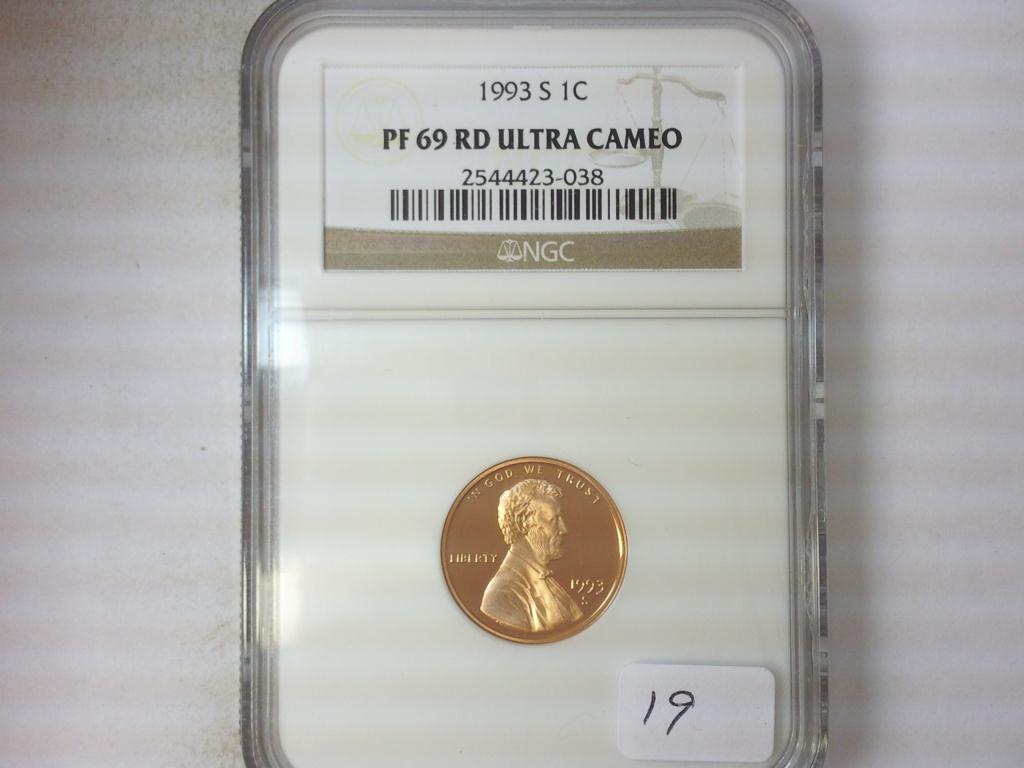 1993 S 1C
PF 69 RD ULTRA CAMEO
2544423-038
NGC
IN GOD WE TRUST
LIBERTY
1993
S
19